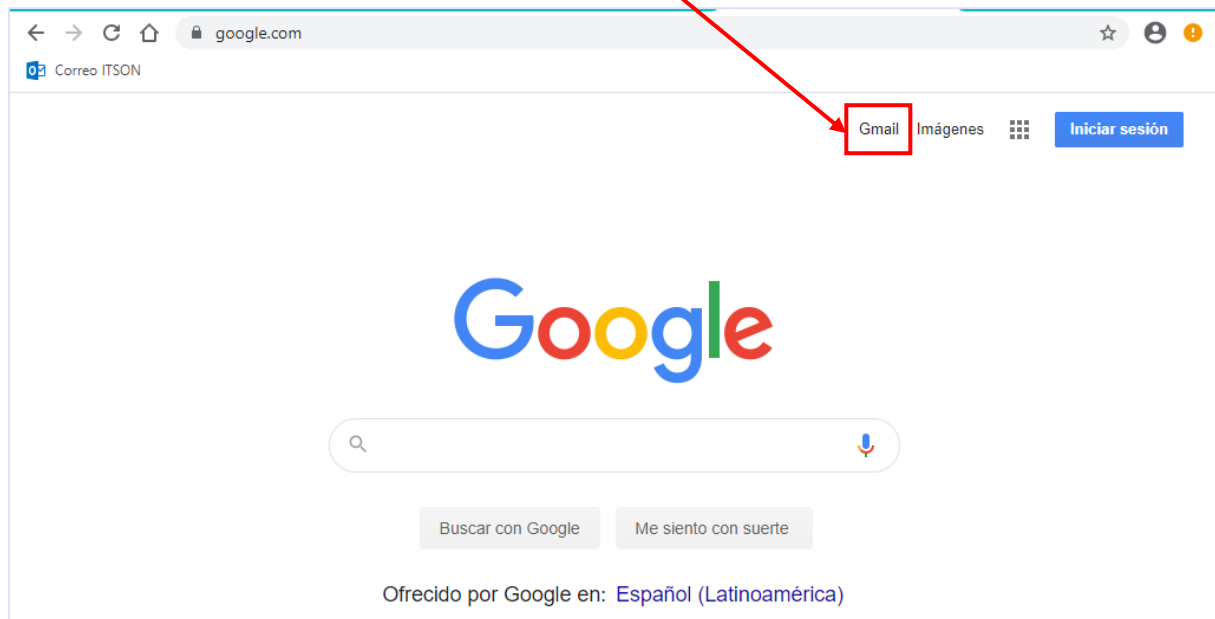 google.com
Correo ITSON
Gmail Imágenes Iniciar sesión
Google
Buscar con Google Me siento con suerte
Ofrecido por Google en: Español (Latinoamérica)